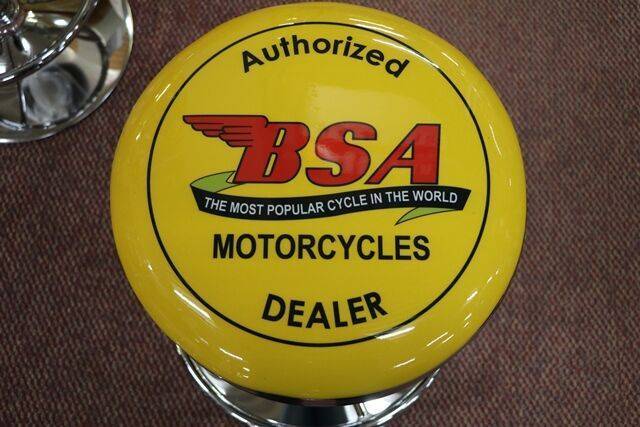 Authorized
BSA
THE MOST POPULAR CYCLE IN THE WORLD
MOTORCYCLES
DEALER